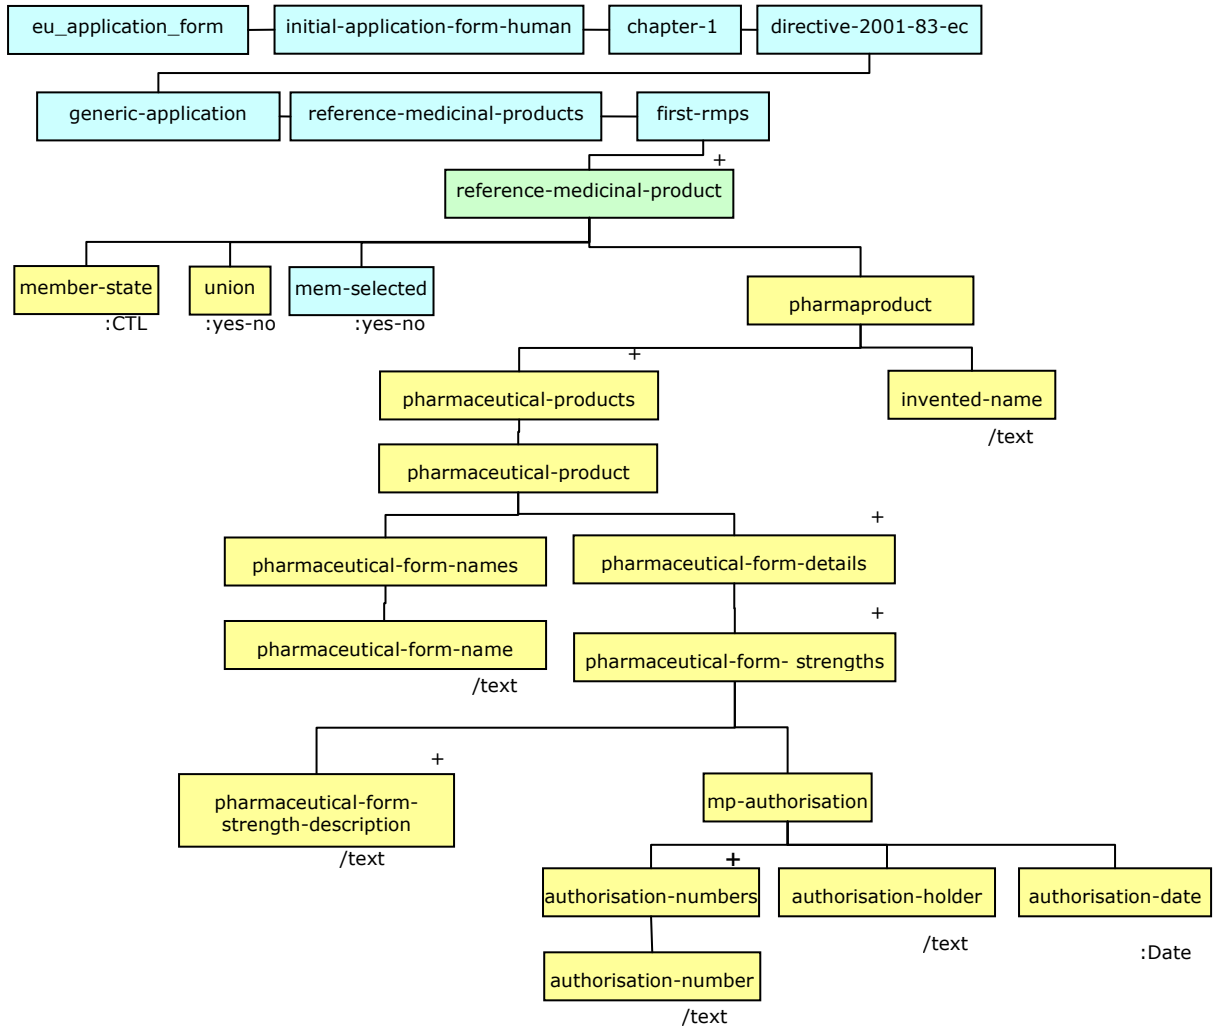 eu_application_form
initial-application-form-human
chapter-1
directive-2001-83-ec
generic-application
reference-medicinal-products
first-rmps
+
reference-medicinal-product
member-state
:CTL
union
:yes-no
mem-selected
:yes-no
pharmaproduct
+
pharmaceutical-products
invented-name
/text
pharmaceutical-product
+
pharmaceutical-form-names
pharmaceutical-form-details
+
pharmaceutical-form-name
/text
pharmaceutical-form- strengths
+
pharmaceutical-form-
strength-description
/text
mp-authorisation
+
authorisation-numbers
authorisation-holder
/text
authorisation-date
:Date
authorisation-number
/text